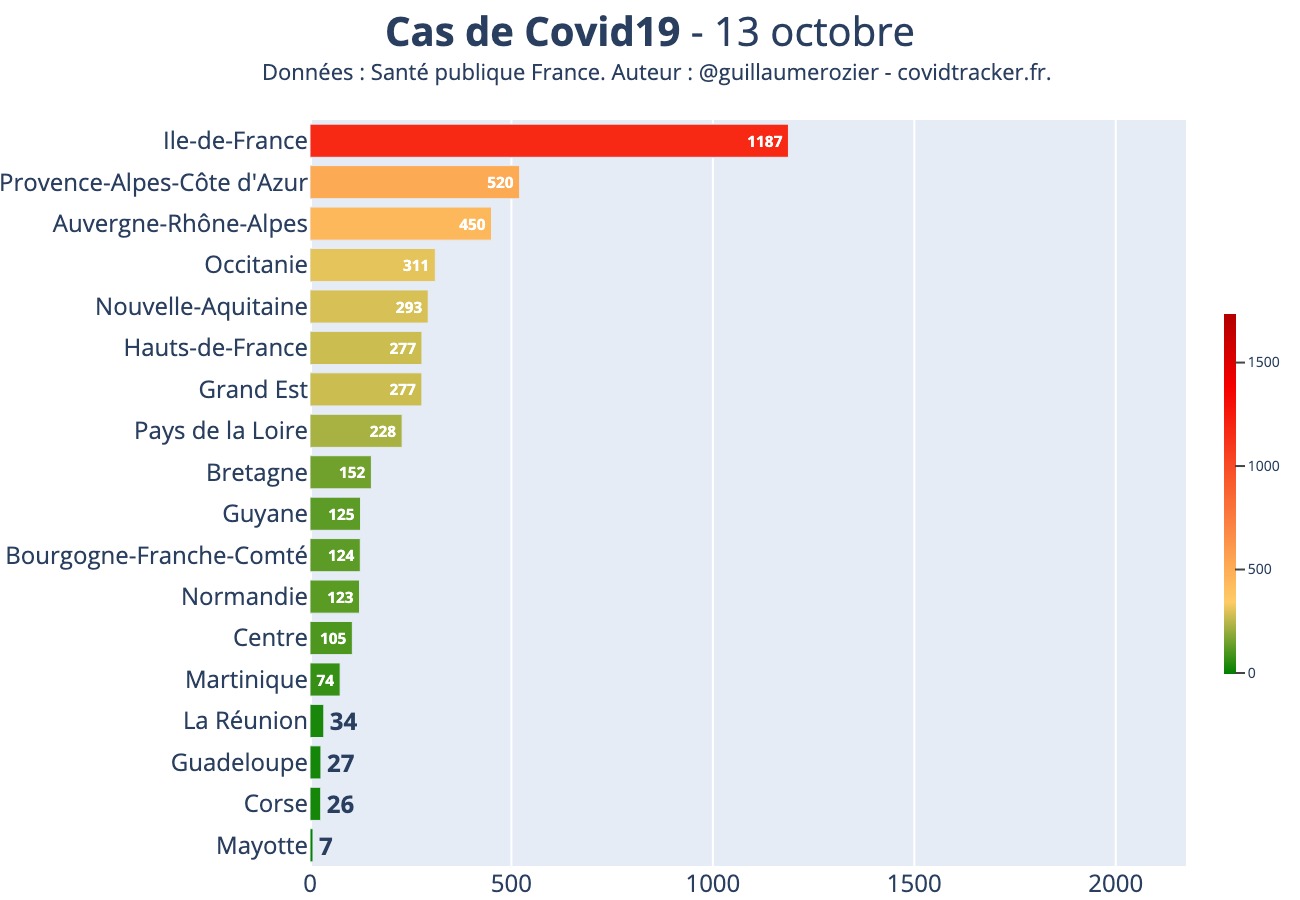 Cas de Covid19 - 13 octobre
Données : Santé publique France. Auteur : @guillaumerozier - covidtracker.fr.
Ile-de-France 1187
Provence-Alpes-Côte d'Azur 520
Auvergne-Rhône-Alpes 450
Occitanie 311
Nouvelle-Aquitaine 293
Hauts-de-France 277
Grand Est 277
Pays de la Loire 228
Bretagne 152
Guyane 125
Bourgogne-Franche-Comté 124
Normandie 123
Centre 105
Martinique 74
La Réunion 34
Guadeloupe 27
Corse 26
Mayotte 7
0 500 1000 1500 2000
1500
1000
500
0